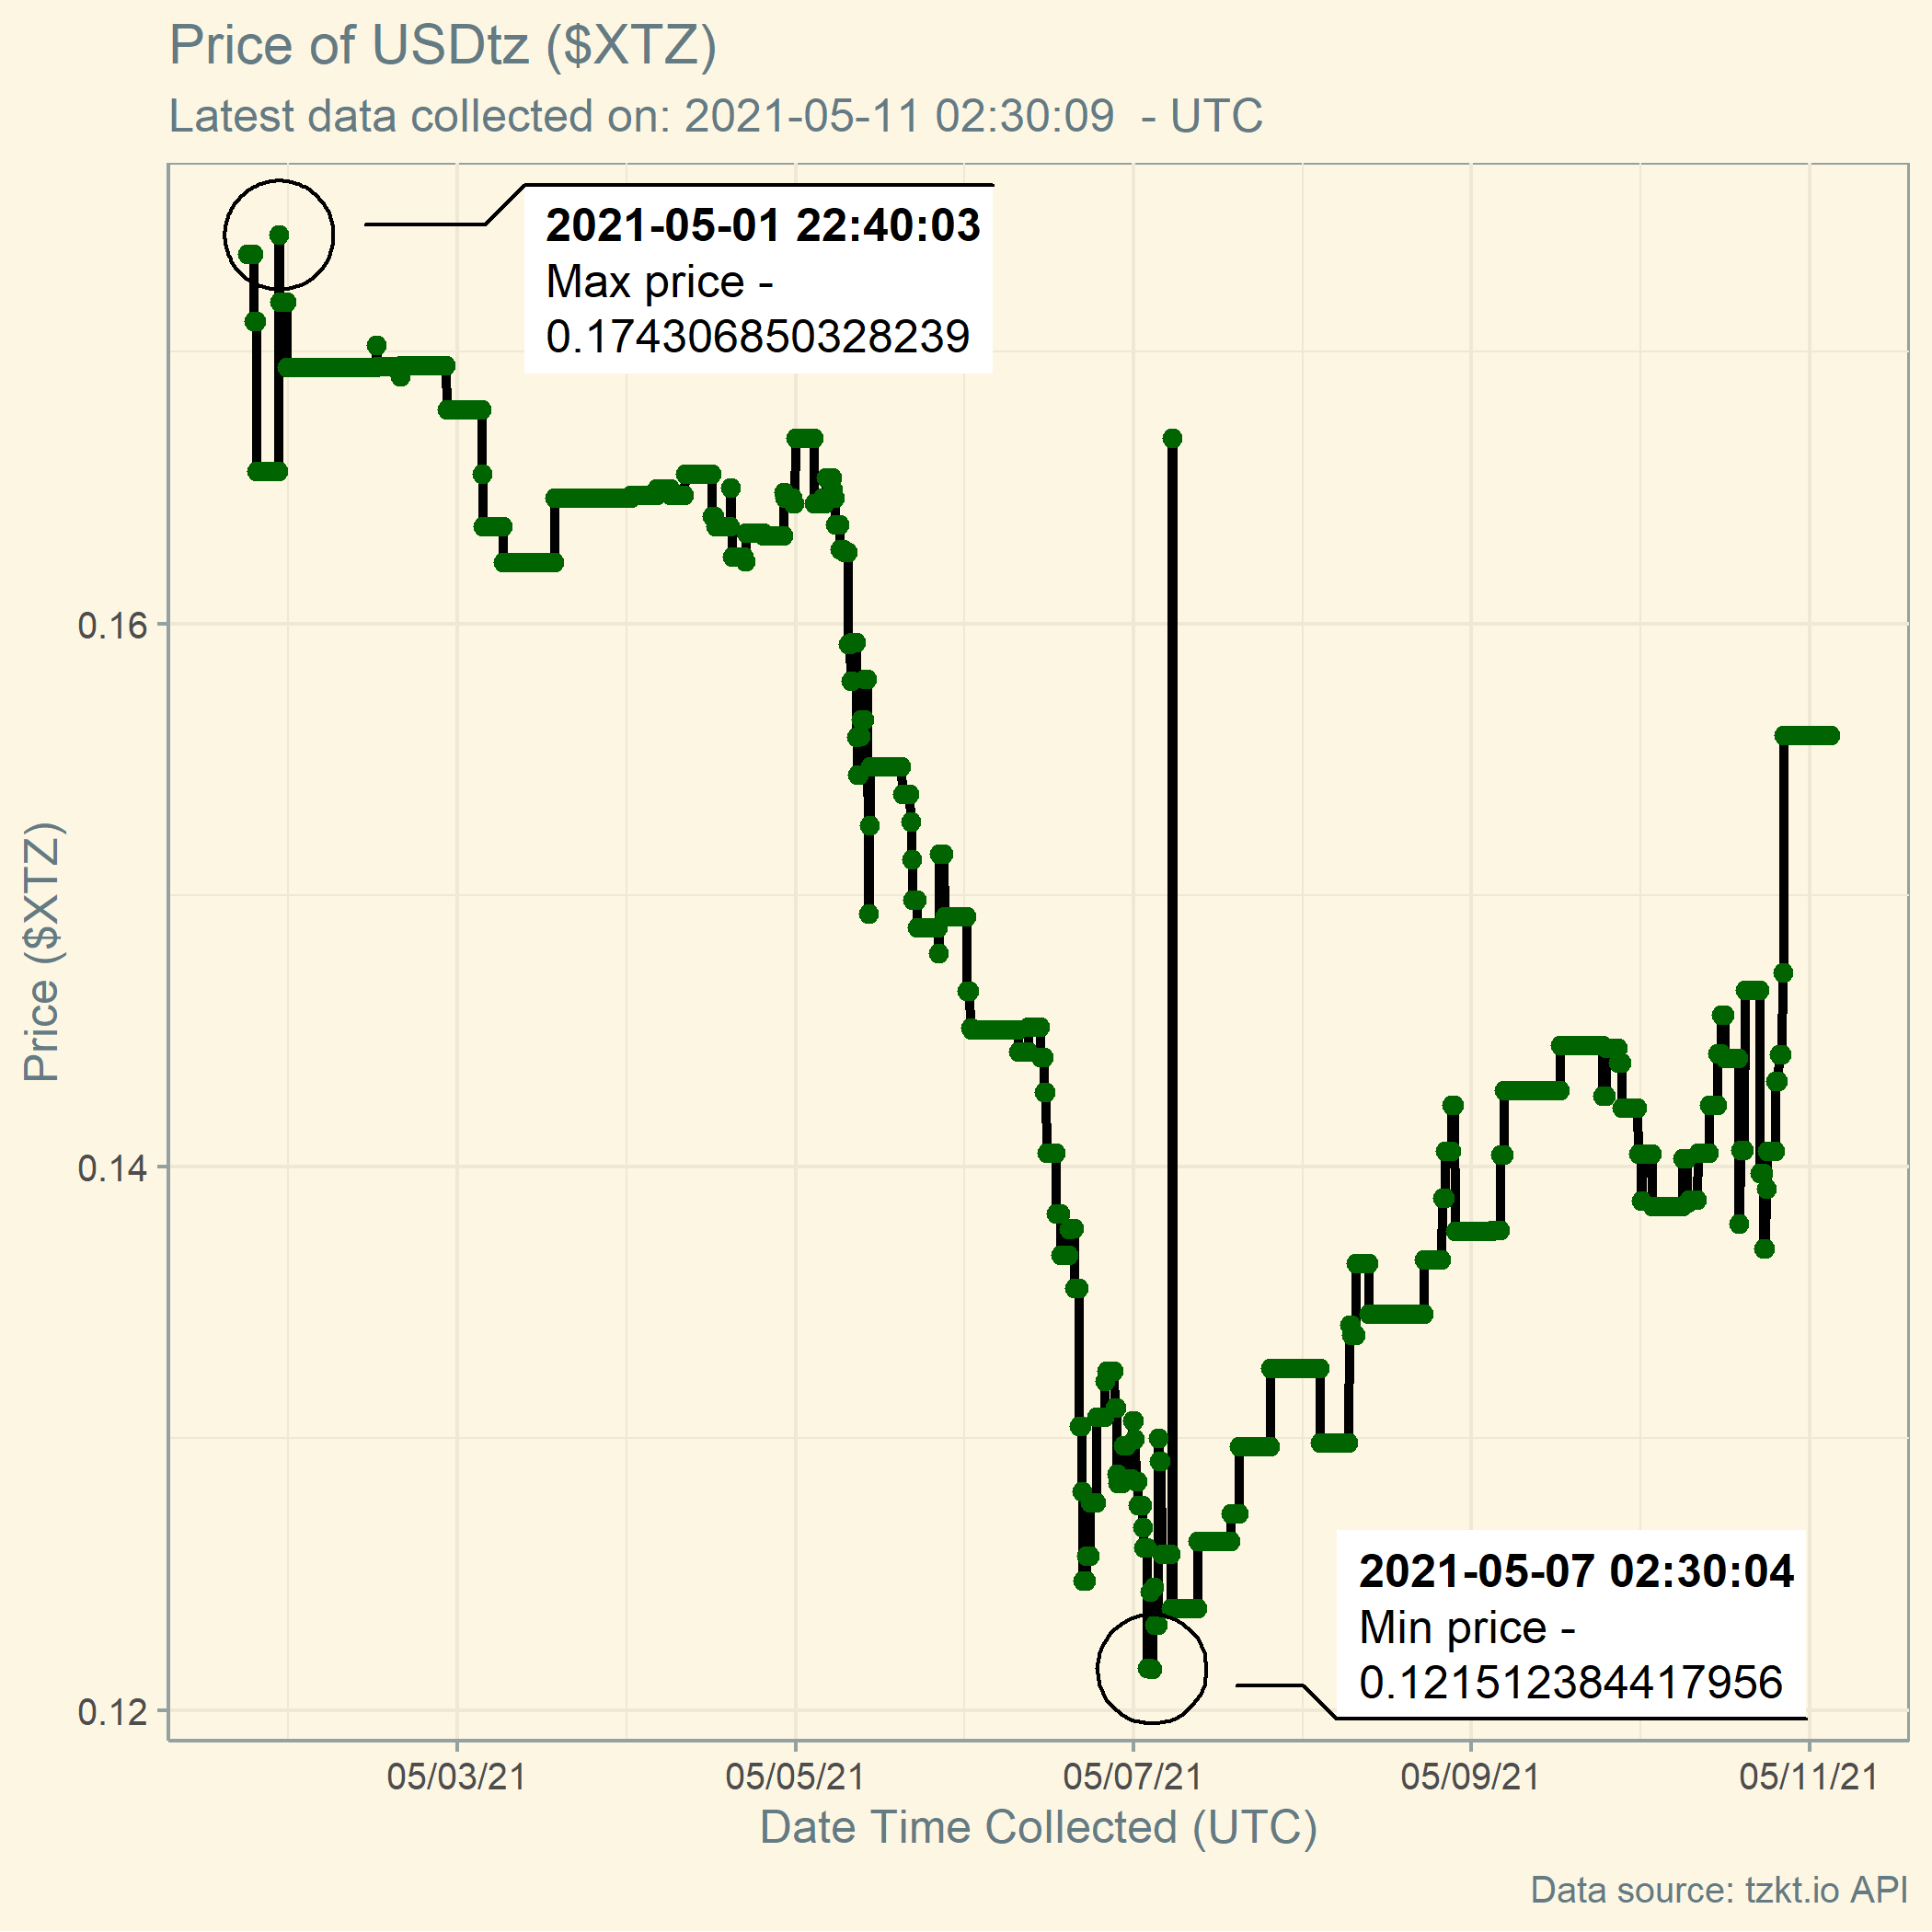 Price of USDtz ($XTZ)
Latest data collected on: 2021-05-11 02:30:09  - UTC
2021-05-01 22:40:03
Max price -
0.174306850328239
0.16
0.14
0.12
Price ($XTZ)
2021-05-07 02:30:04
Min price -
0.121512384417956
05/03/21
05/05/21
05/07/21
05/09/21
05/11/21
Date Time Collected (UTC)
Data source: tzkt.io API